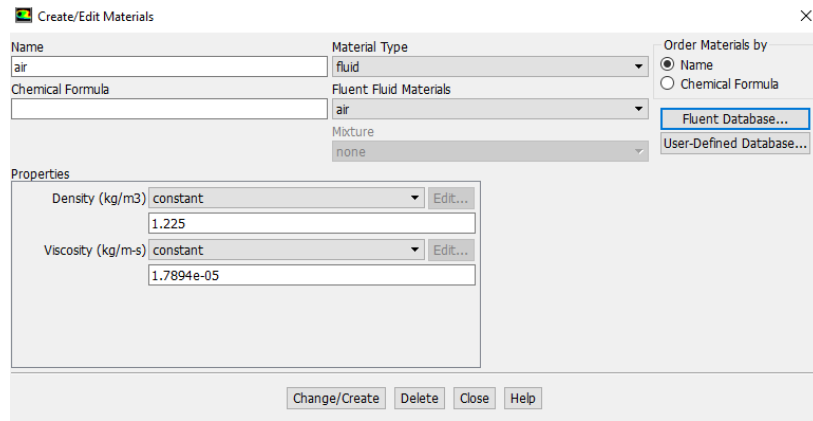 Create/Edit Materials
Name
air
Chemical Formula
Material Type
fluid
Fluent Fluid Materials
air
Mixture
none
Order Materials by
Name
Chemical Formula
Fluent Database...
User-Defined Database...
Properties
Density (kg/m3) constant Edit...
1.225
Viscosity (kg/m-s) constant Edit...
1.7894e-05
Change/Create Delete Close Help